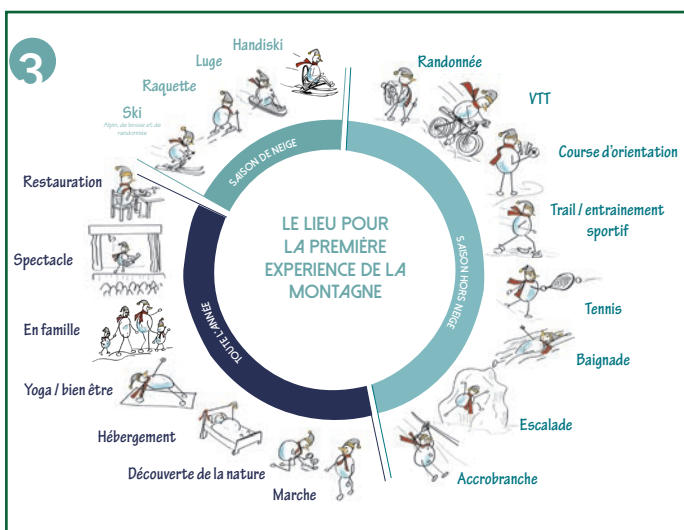 3
Handiski
Luge
Raquette
Ski
Alpin, de bosse et de
randonnée
SAISON DE NEIGE
Randonnée
VTT
Course d'orientation
Trail / entrainement
sportif
Tennis
Baignade
Escalade
Accrobranche
SAISON HORS NEIGE
LE LIEU POUR
LA PREMIÈRE
EXPERIENCE DE LA
MONTAGNE
Restauration
Spectacle
En famille
Yoga / bien être
Hébergement
Découverte de la nature
Marche
TOUTE L'ANNÉE